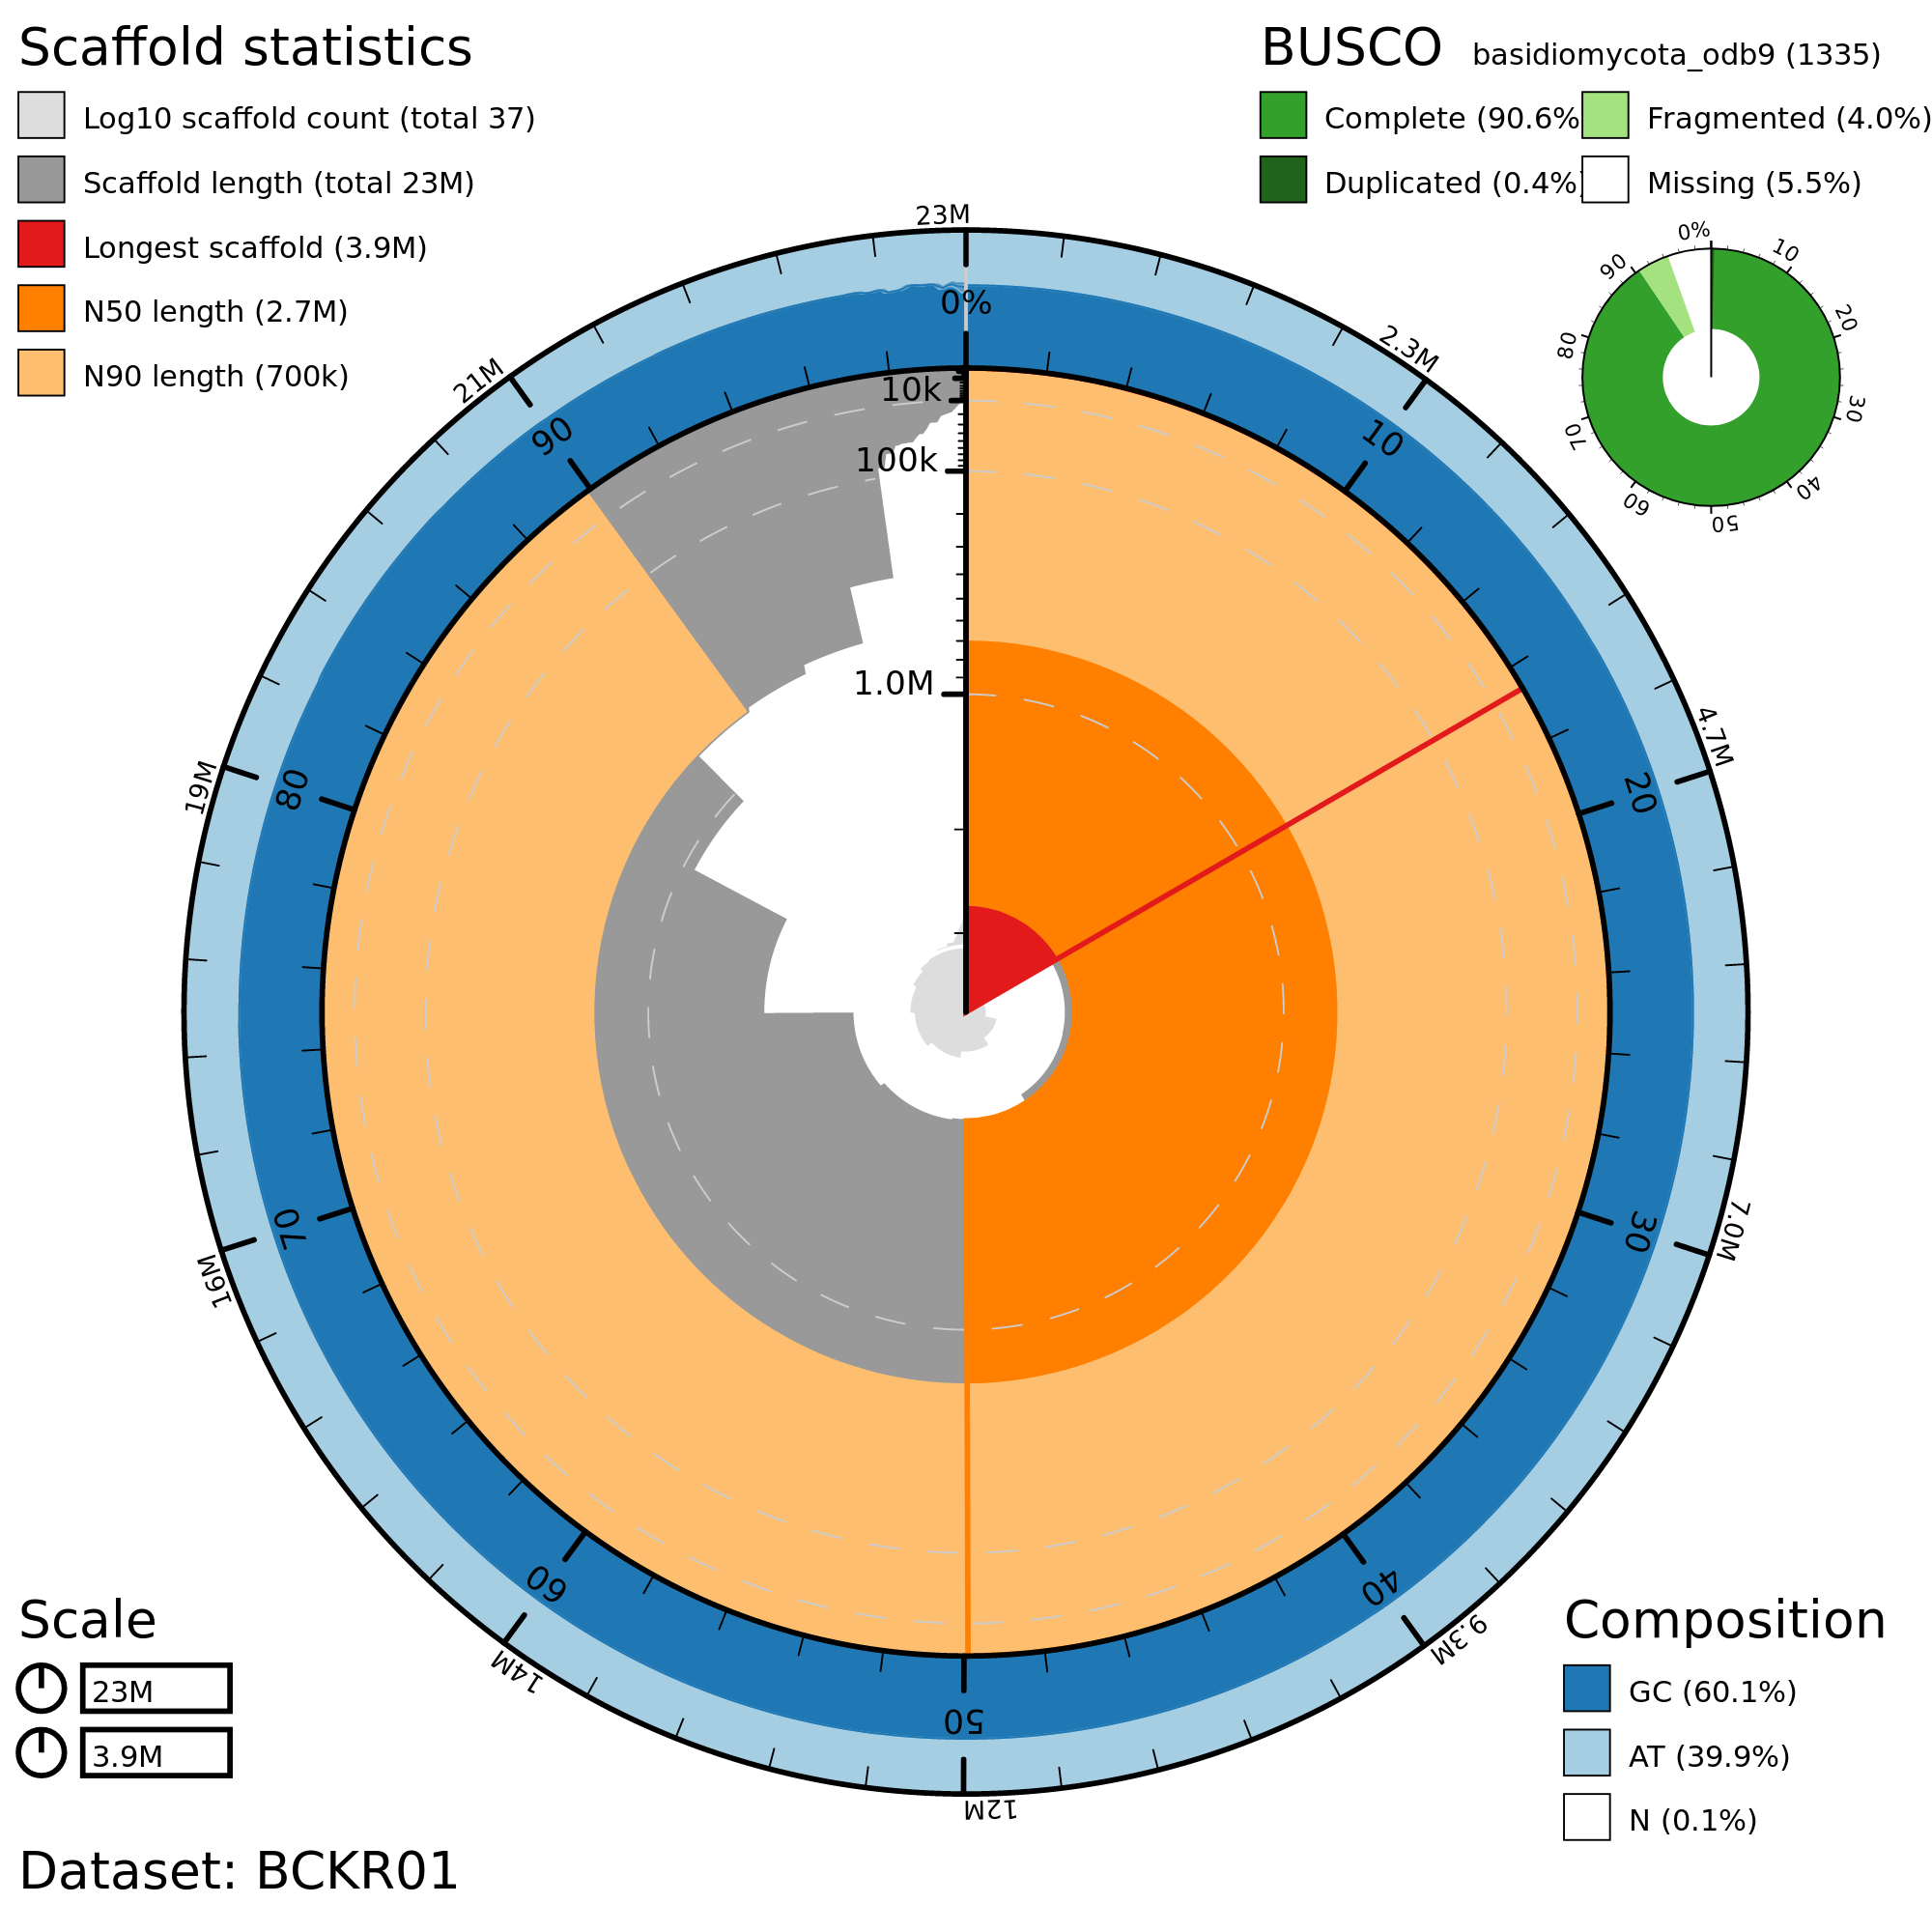 Scaffold statistics
Log10 scaffold count (total 37)
Scaffold length (total 23M)
Longest scaffold (3.9M)
N50 length (2.7M)
N90 length (700k)
BUSCO basidiomycota_odb9 (1335)
Complete (90.6%
Fragmented (4.0%)
Duplicated (0.4%)
Missing (5.5%)
0%
10
20
30
40
50
60
70
80
90
23M
2.3M
4.7M
7.0M
9.3M
12M
14M
16M
19M
21M
0%
10
20
30
40
50
60
70
80
90
10k
100k
1.0M
Scale
23M
3.9M
Composition
GC (60.1%)
AT (39.9%)
N (0.1%)
Dataset: BCKR01